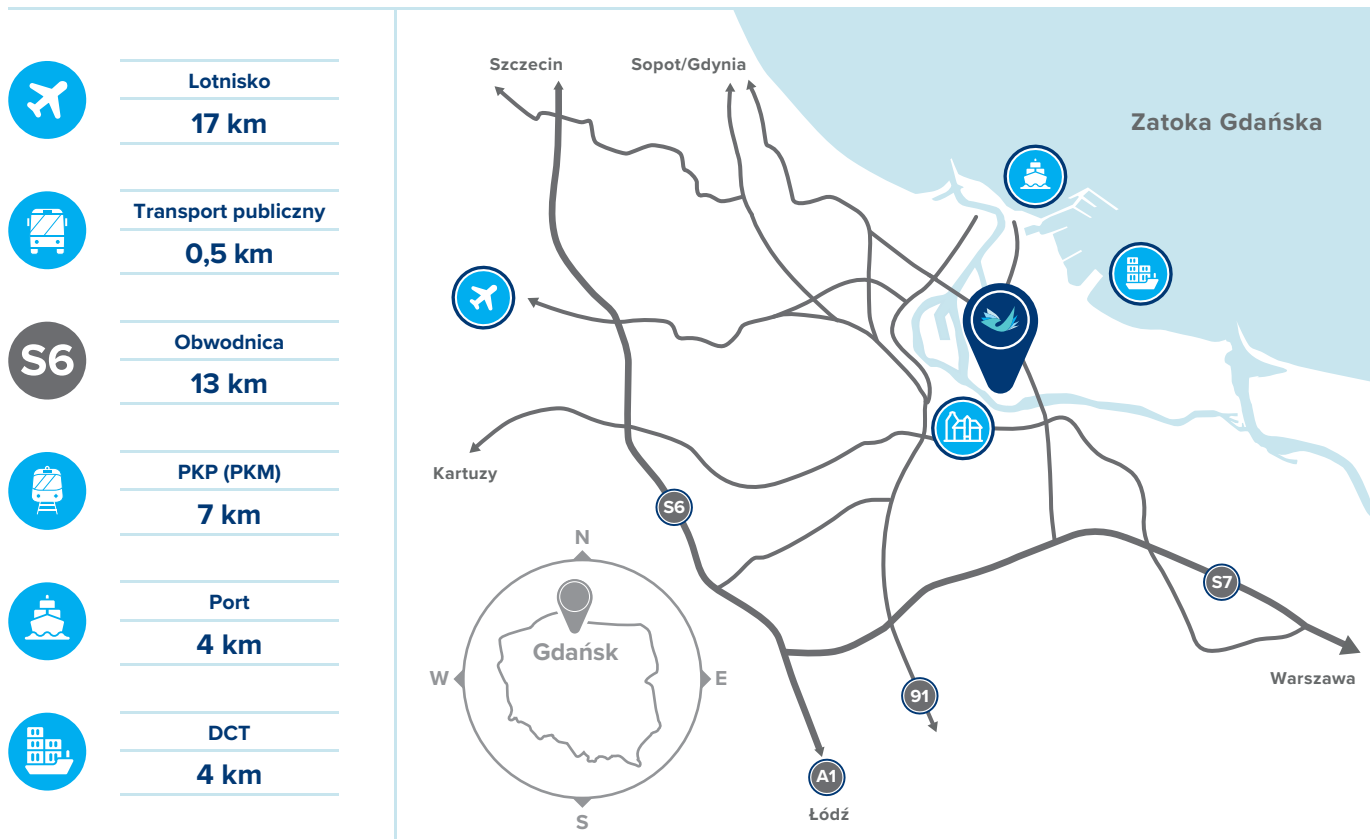 Lotnisko
17 km
Transport publiczny
0,5 km
S6
Obwodnica
13 km
PKP (PKM)
7 km
Port
4 km
DCT
4 km
Szczecin
Sopot/Gdynia
Zatoka Gdańska
Kartuzy
S6
N
Gdańsk
W
E
S
S7
Warszawa
91
A1
Łódź